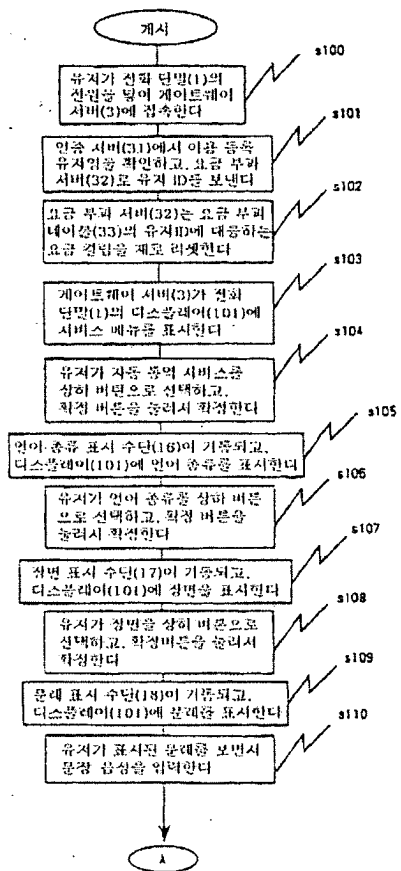 개시
s100
유저가 전화 단말(1)의
전원을 넣어 게이트웨이
서버(3)에 접속한다
s101
인증 서버(31)에서 이용 등록
유저임을 확인하고, 요금 부과
서버(32)로 유저 ID를 보낸다
s102
요금 부과 서버(32)는 요금 부과
테이블(33)의 유저ID에 대응하는
요금 컬럼을 제로 리셋한다
s103
게이트웨이 서버(3)가 전화
단말(1)의 디스플레이(101)에
서비스 메뉴를 표시한다
s104
유저가 자동 통역 서비스를
상하 버튼으로 선택하고,
확정 버튼을 눌러서 확정한다
s105
언어 종류 표시 수단(16)이 기동되고,
디스플레이(101)에 언어 종류를 표시한다
s106
유저가 언어 종류를 상하 버튼
으로 선택하고, 확정 버튼을
눌러서 확정한다
s107
장면 표시 수단(17)이 기동되고,
디스플레이(101)에 장면을 표시한다
s108
유저가 장면을 상하 버튼으로
선택하고, 확정버튼을 눌러서
확정한다
s109
문례 표시 수단(18)이 기동되고,
디스플레이(101)에 문례를 표시한다
s110
유저가 표시된 문례를 보면서
문장 음성을 입력한다
A